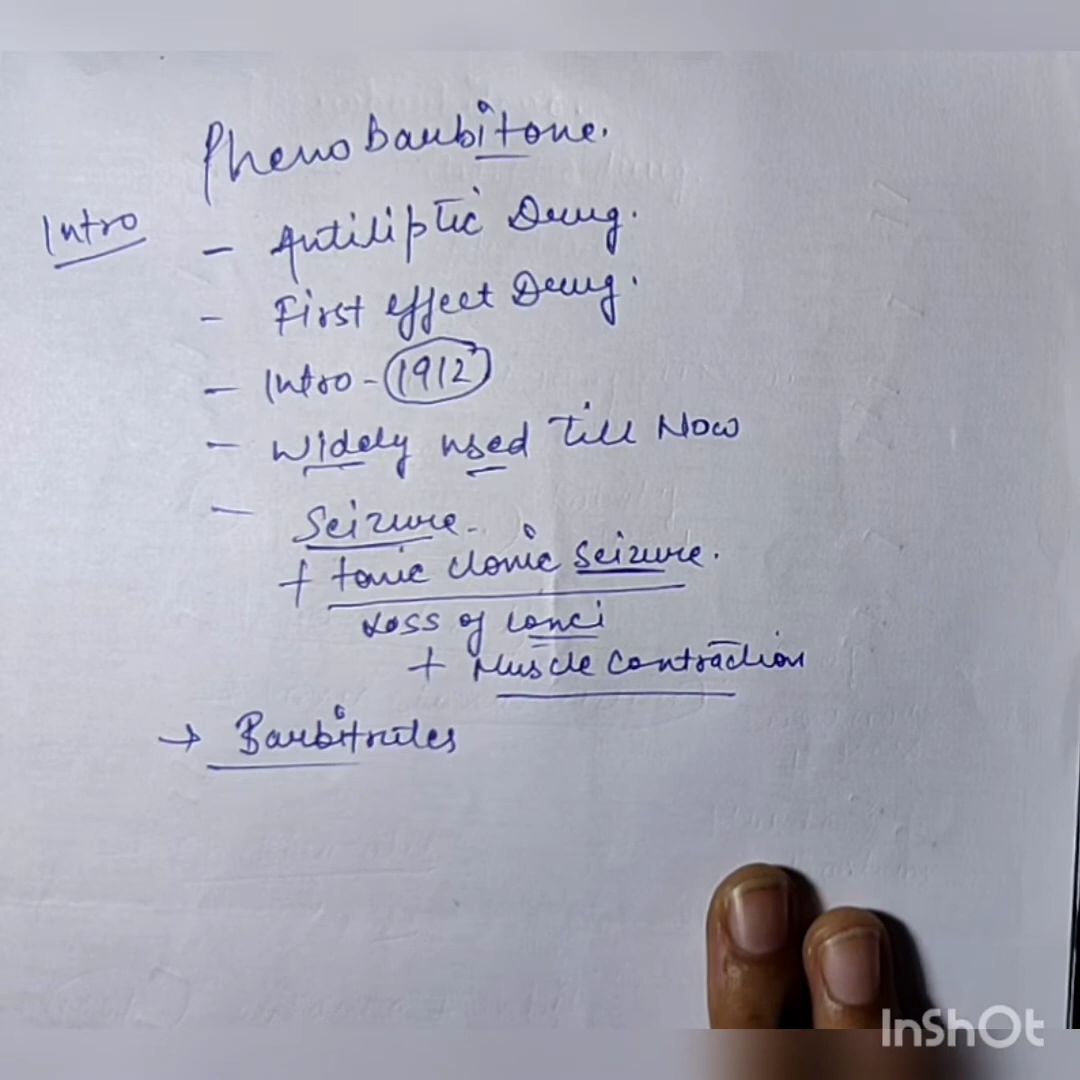 Phenobarbitone.
Intro
- Antiliptic Drug.
- First effect Drug.
- Intro - 1912
- Widely used till Now
- Seizure.
+ tonic clonic seizure.
Loss of conci
+ Muscle contraction
→ Barbitrates
InShOt